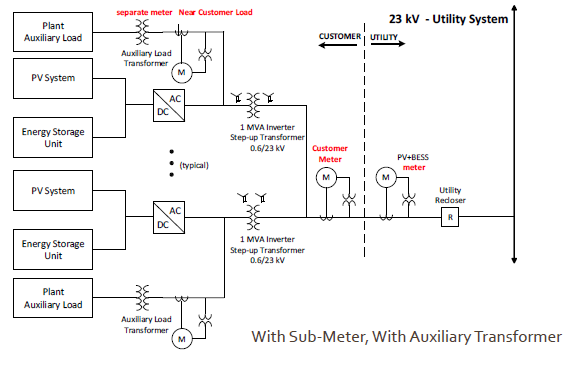 separate meter Near Customer Load
23 kV - Utility System
Plant
Auxiliary Load
CUSTOMER
UTILITY
Auxiliary Load
Transformer
M
PV System
AC
DC
1 MVA Inverter
Step-up Transformer
0.6/23 kV
Energy Storage
Unit
(typical)
Customer
Meter
M
PV+BESS
meter
M
Utility
Recloser
R
PV System
AC
DC
1 MVA Inverter
Step-up Transformer
0.6/23 kV
Energy Storage
Unit
Plant
Auxiliary Load
Auxiliary Load
Transformer
M
With Sub-Meter, With Auxiliary Transformer